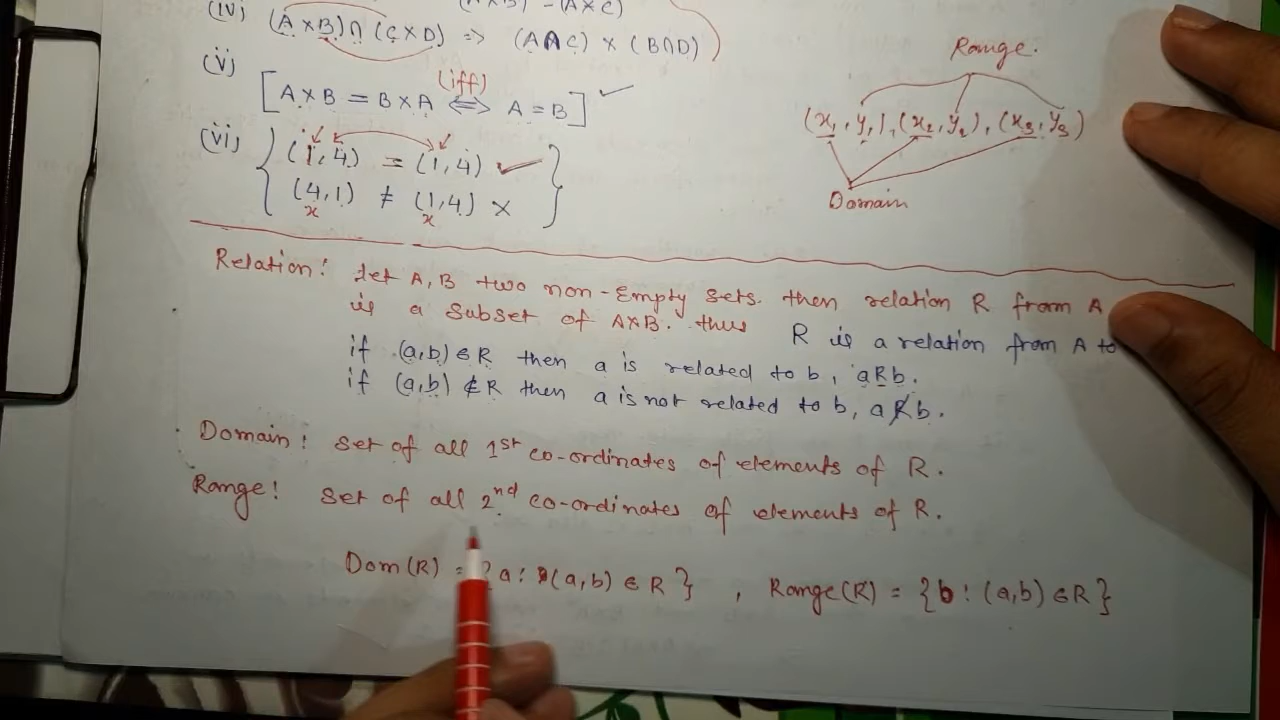 (A×B) - (A×C)
(iv) (A×B)∩(C×D) => (A∩C) × (B∩D)
(v) [A×B = B×A <=> A = B]
(iff)
(vi) (1,4) = (1,4) ✓
(4,1) ≠ (1,4) ×
x x
Range.
(x₁,y₁),(x₂,y₂),(x₃,y₃)
Domain
Relation! Let A,B two non-Empty sets. then relation R from A
is a subset of A×B. thus R is a relation from A to
if (a,b) ∈ R then a is related to b, aRb.
if (a,b) ∉ R then a is not related to b, a R̸ b.
Domain! set of all 1st co-ordinates of elements of R.
Range! set of all 2nd co-ordinates of elements of R.
Dom(R) = {a : (a,b) ∈ R} , Range(R) = {b : (a,b) ∈ R}